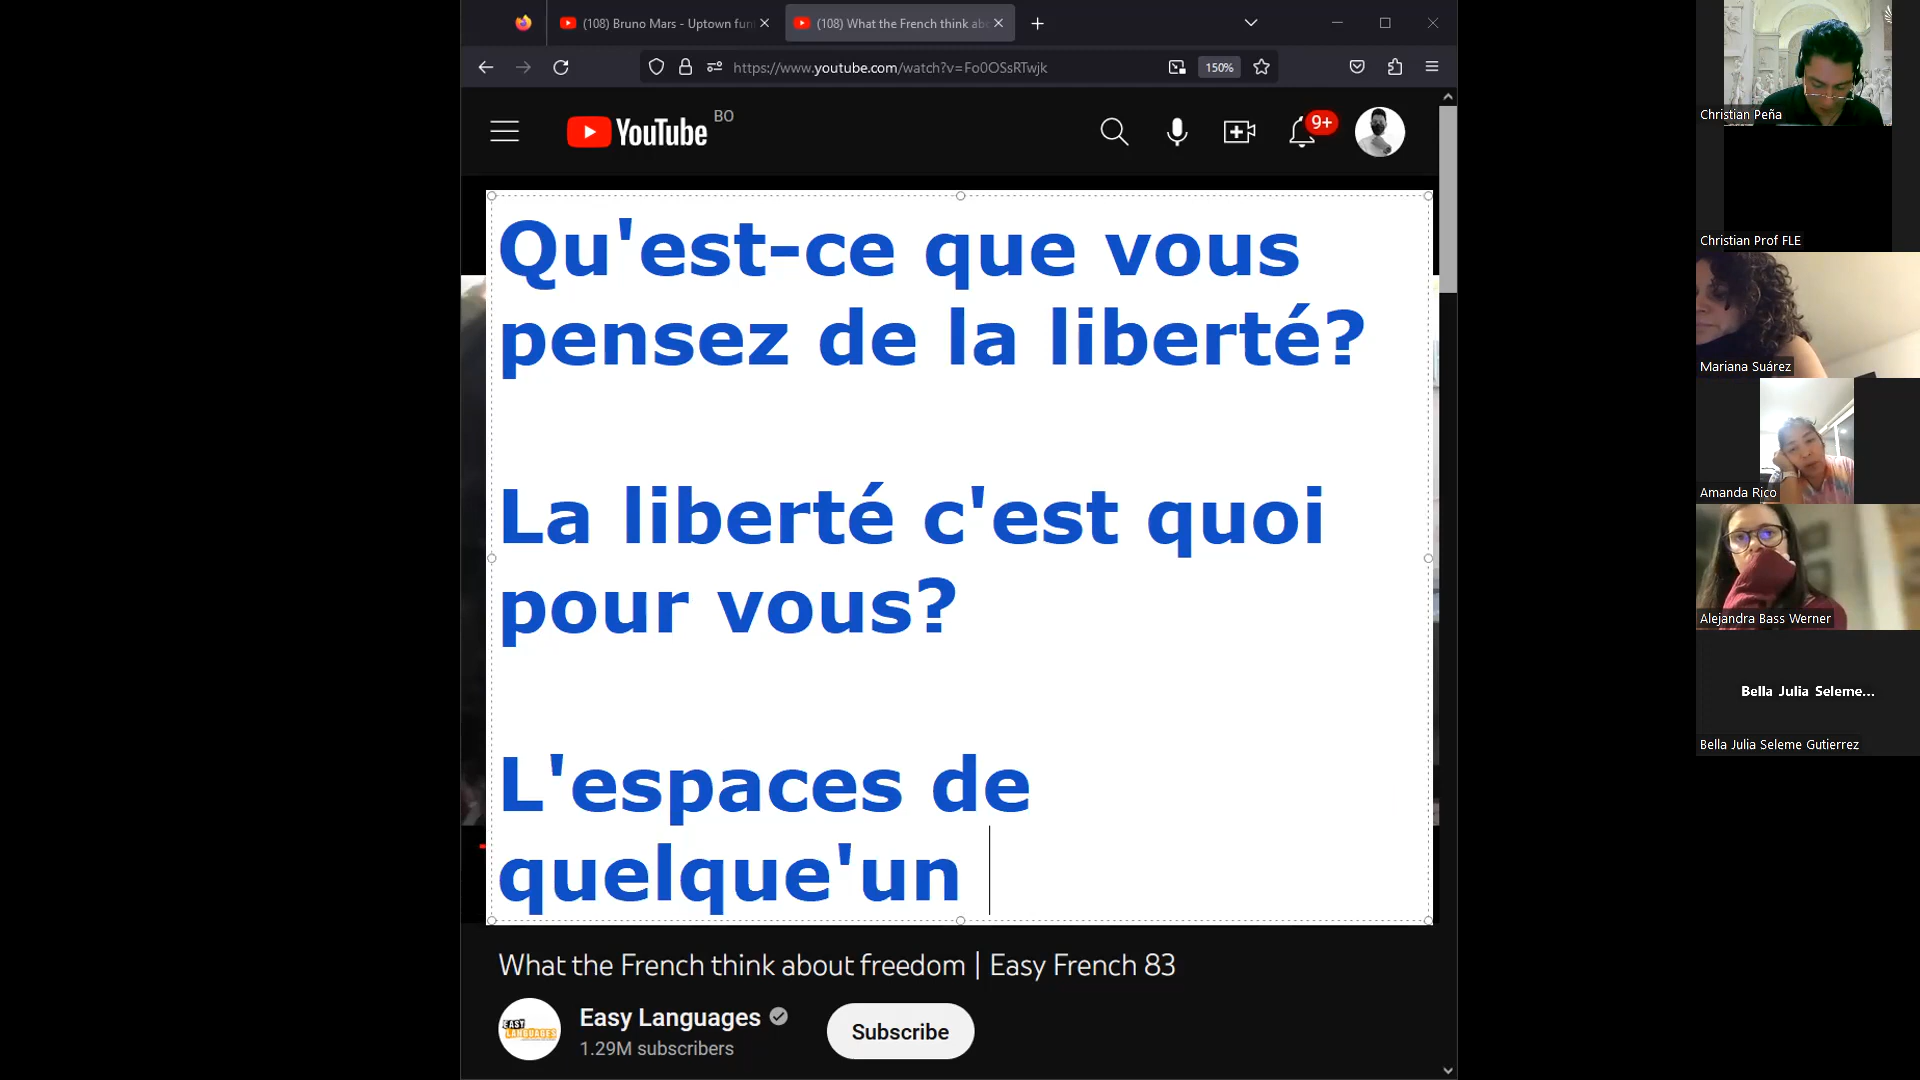 (108) Bruno Mars - Uptown fun
(108) What the French think abo
https://www.youtube.com/watch?v=Fo0OSsRTwjk
150%
YouTube
BO
9+
Qu'est-ce que vous
pensez de la liberté?
La liberté c'est quoi
pour vous?
L'espaces de
quelque'un
What the French think about freedom | Easy French 83
EASY
LANGUAGES
Easy Languages
1.29M subscribers
Subscribe
Christian Peña
Christian Prof FLE
Mariana Suárez
Amanda Rico
Alejandra Bass Werner
Bella Julia Seleme...
Bella Julia Seleme Gutierrez